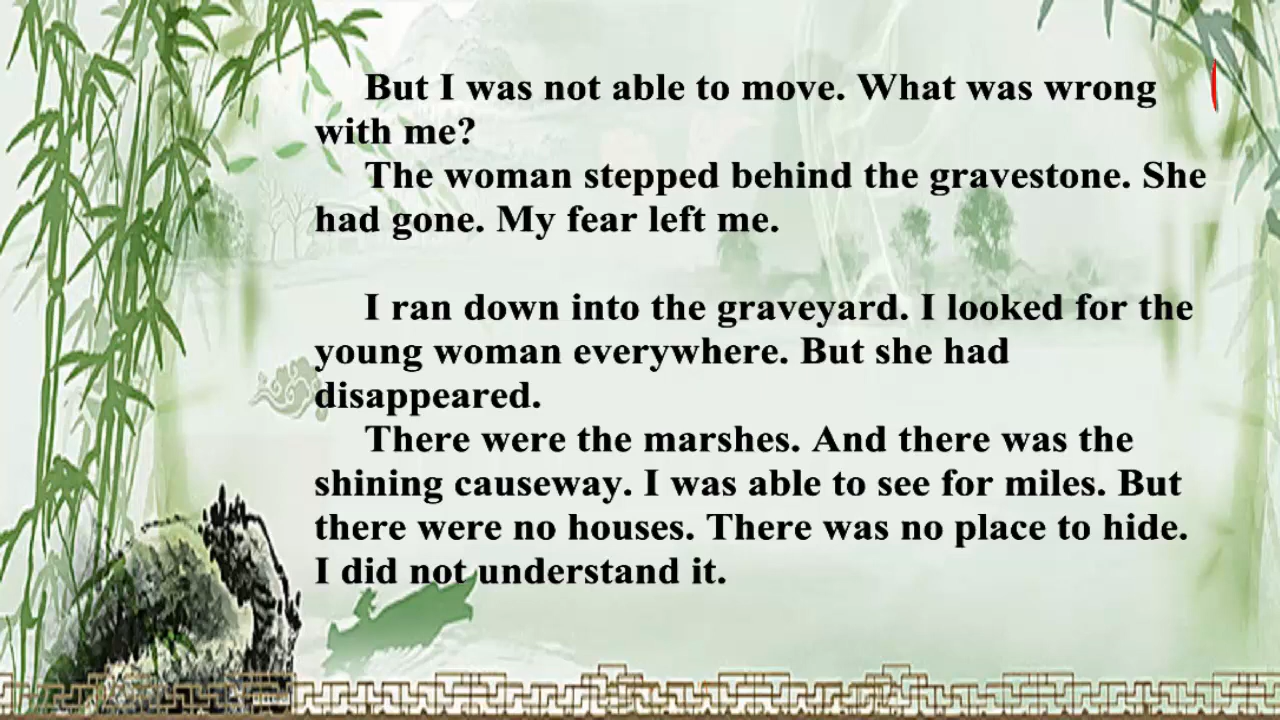 But I was not able to move. What was wrong
with me?
The woman stepped behind the gravestone. She
had gone. My fear left me.
I ran down into the graveyard. I looked for the
young woman everywhere. But she had
disappeared.
There were the marshes. And there was the
shining causeway. I was able to see for miles. But
there were no houses. There was no place to hide.
I did not understand it.